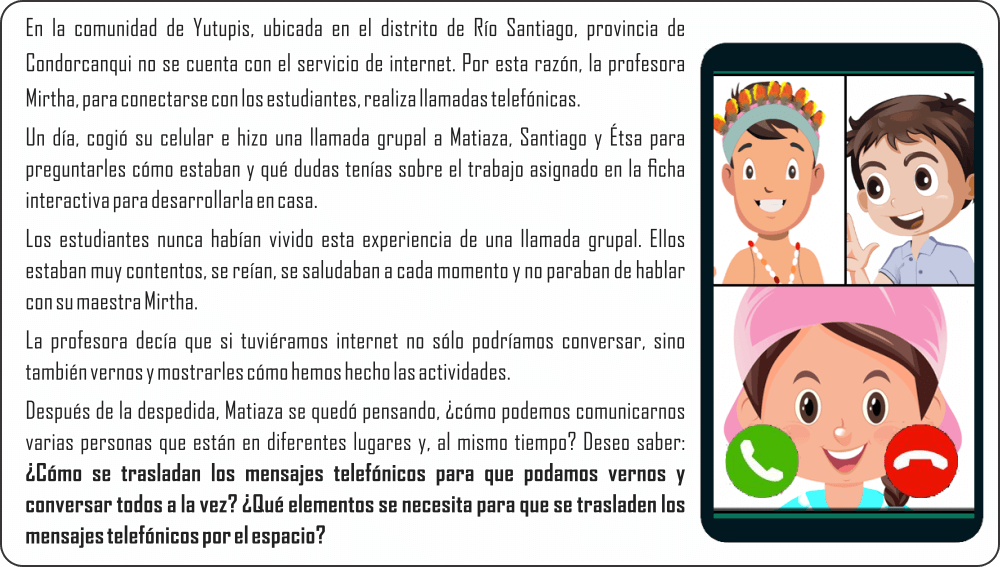 En la comunidad de Yutupis, ubicada en el distrito de Río Santiago, provincia de
Condorcanqui no se cuenta con el servicio de internet. Por esta razón, la profesora
Mirtha, para conectarse con los estudiantes, realiza llamadas telefónicas.
Un día, cogió su celular e hizo una llamada grupal a Matiaza, Santiago y Étsa para
preguntarles cómo estaban y qué dudas tenías sobre el trabajo asignado en la ficha
interactiva para desarrollarla en casa.
Los estudiantes nunca habían vivido esta experiencia de una llamada grupal. Ellos
estaban muy contentos, se reían, se saludaban a cada momento y no paraban de hablar
con su maestra Mirtha.
La profesora decía que si tuviéramos internet no sólo podríamos conversar, sino
también vernos y mostrarles cómo hemos hecho las actividades.
Después de la despedida, Matiaza se quedó pensando, ¿cómo podemos comunicarnos
varias personas que están en diferentes lugares y, al mismo tiempo? Deseo saber:
¿Cómo se trasladan los mensajes telefónicos para que podamos vernos y
conversar todos a la vez? ¿Qué elementos se necesita para que se trasladen los
mensajes telefónicos por el espacio?